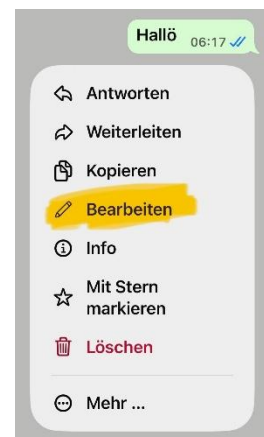 Hallö 06:17
Antworten
Weiterleiten
Kopieren
Bearbeiten
Info
Mit Stern
markieren
Löschen
Mehr ...